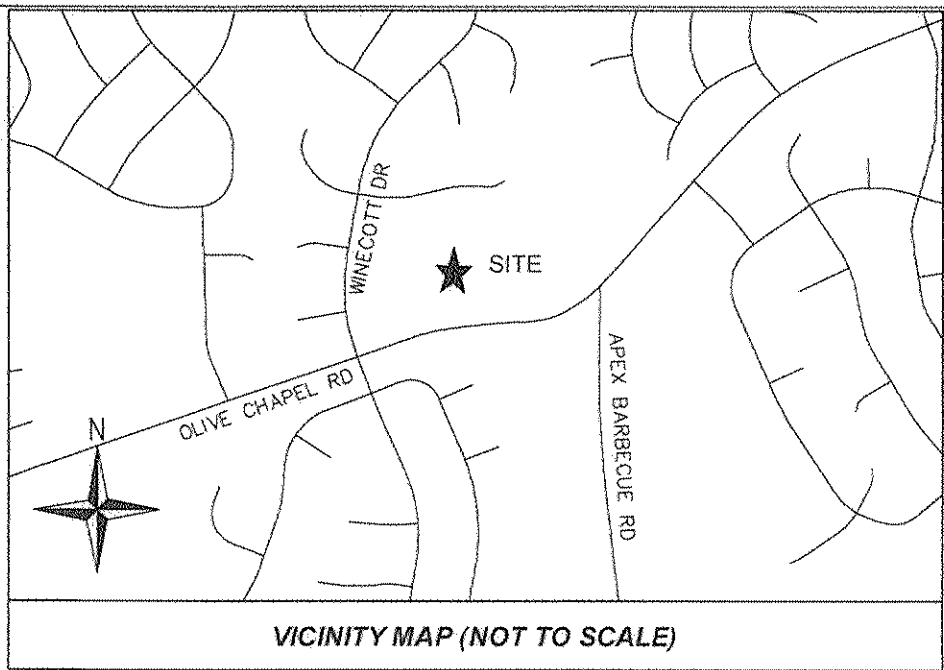 WINECOTT DR
SITE
OLIVE CHAPEL RD
APEX BARBECUE RD
N
VICINITY MAP (NOT TO SCALE)